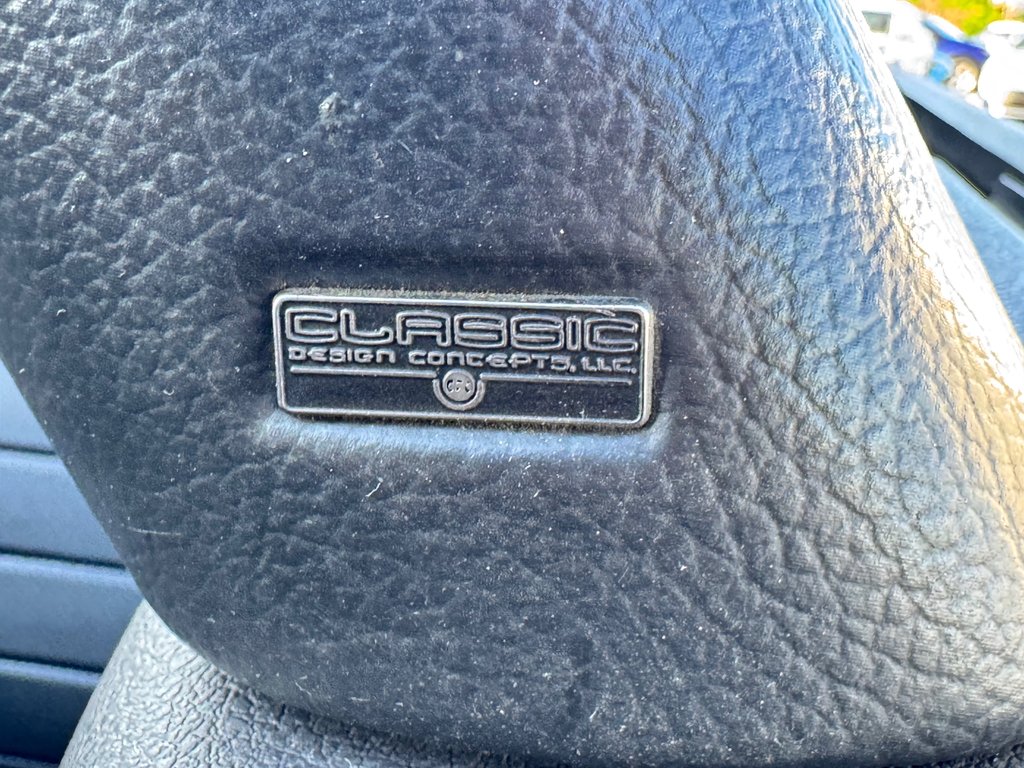 CLASSIC
DESIGN CONCEPTS, LLC.